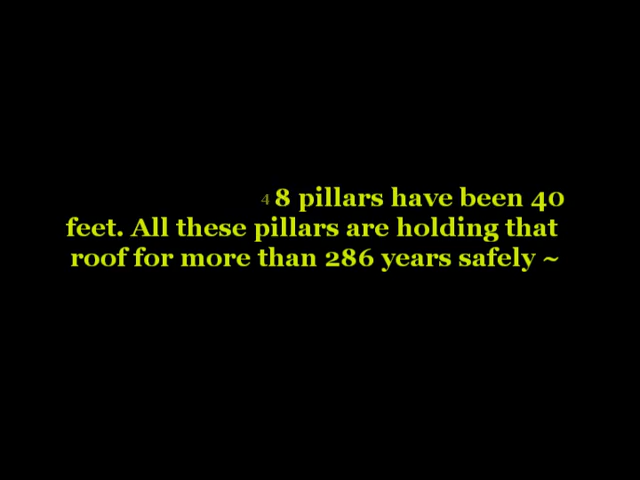 4 8 pillars have been 40
feet. All these pillars are holding that
roof for more than 286 years safely ~